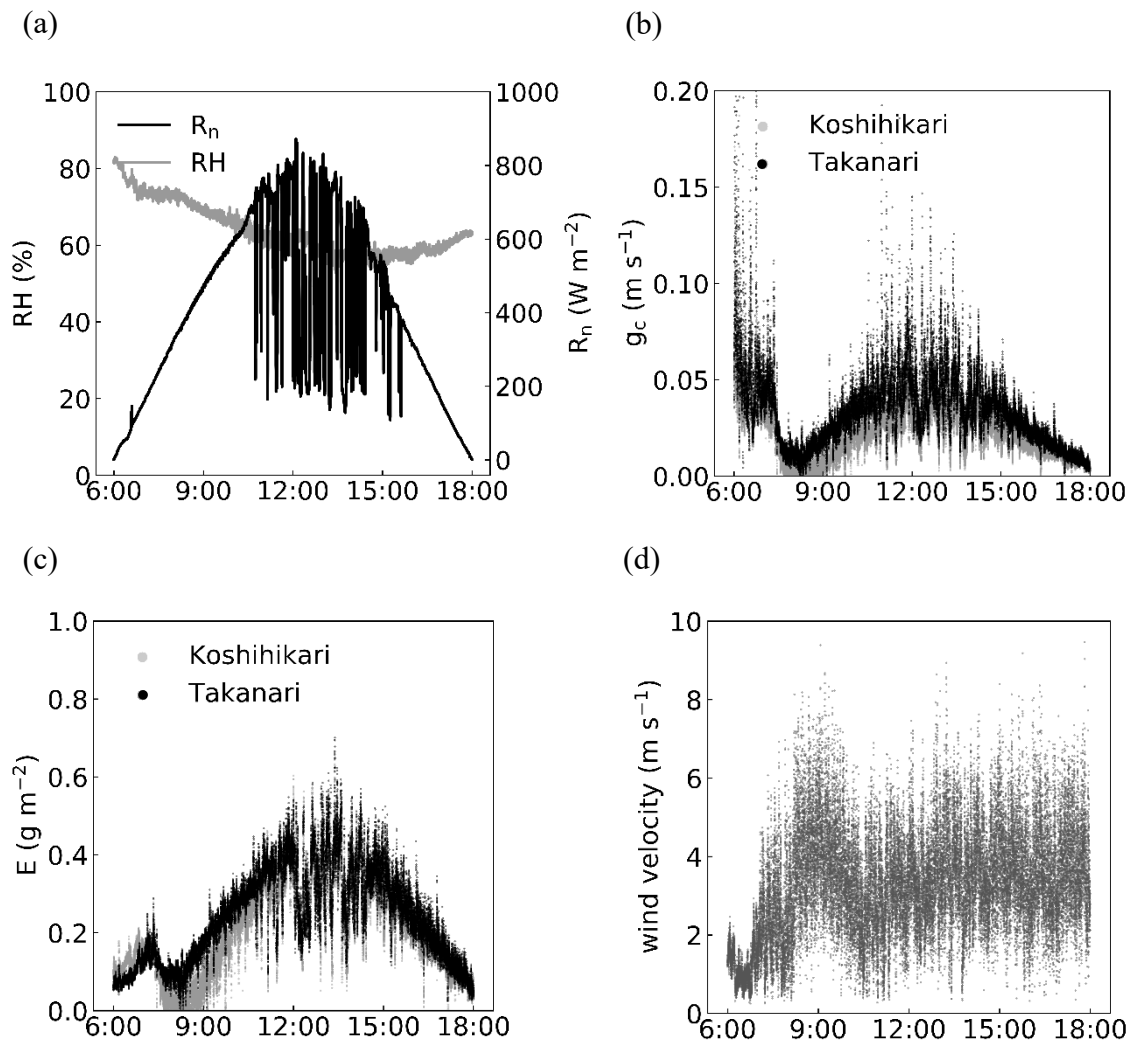 (a)
100
80
60
40
20
0
RH (%)
Rₙ
RH
1000
800
600
400
200
0
Rₙ (W m⁻²)
6:00 9:00 12:00 15:00 18:00
(b)
0.20
0.15
0.10
0.05
0.00
g_c (m s⁻¹)
Koshihikari
Takanari
6:00 9:00 12:00 15:00 18:00
(c)
1.0
0.8
0.6
0.4
0.2
0.0
E (g m⁻²)
Koshihikari
Takanari
6:00 9:00 12:00 15:00 18:00
(d)
10
8
6
4
2
0
wind velocity (m s⁻¹)
6:00 9:00 12:00 15:00 18:00